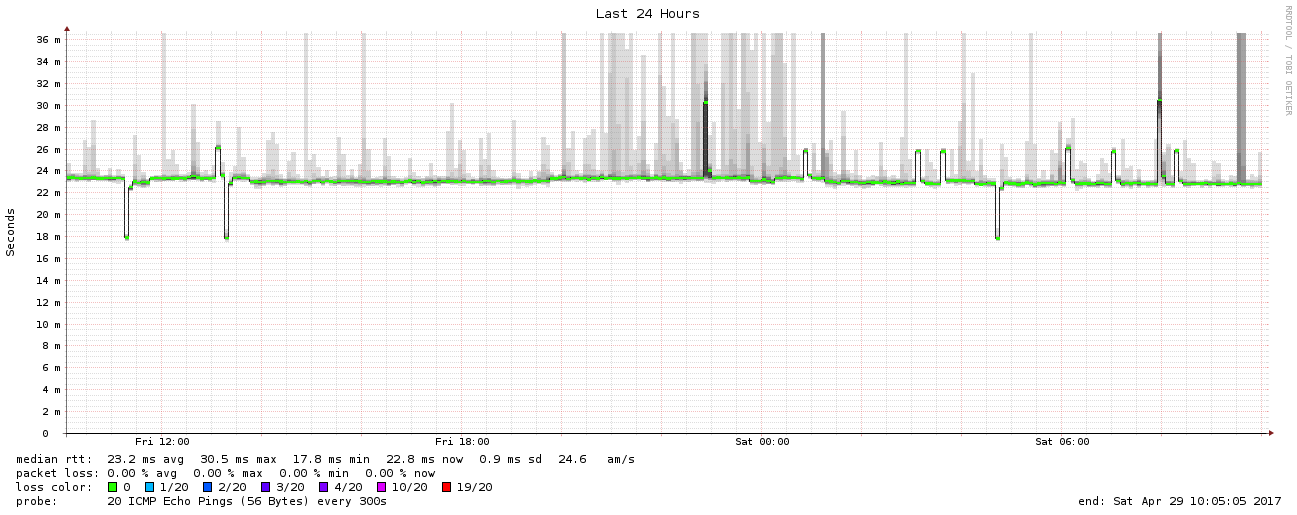 Last 24 Hours
RRDTOOL / TOBI OETIKER
Seconds
36 m
34 m
32 m
30 m
28 m
26 m
24 m
22 m
20 m
18 m
16 m
14 m
12 m
10 m
8 m
6 m
4 m
2 m
0
Fri 12:00 Fri 18:00 Sat 00:00 Sat 06:00
median rtt: 23.2 ms avg 30.5 ms max 17.8 ms min 22.8 ms now 0.9 ms sd 24.6 am/s
packet loss: 0.00 % avg 0.00 % max 0.00 % min 0.00 % now
loss color: 0 1/20 2/20 3/20 4/20 10/20 19/20
probe: 20 ICMP Echo Pings (56 Bytes) every 300s end: Sat Apr 29 10:05:05 2017